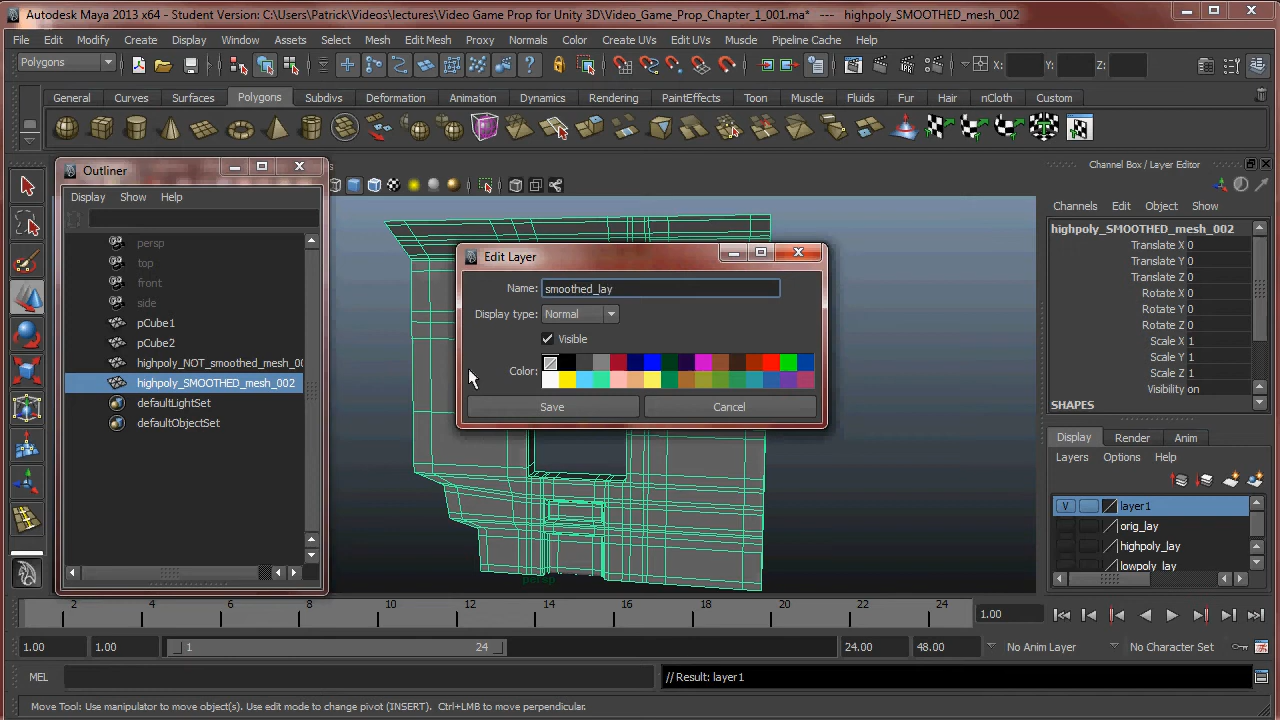 Autodesk Maya 2013 x64 - Student Version: C:\Users\Patrick\Videos\lectures\Video Game Prop for Unity 3D\Video_Game_Prop_Chapter_1_001.ma* --- highpoly_SMOOTHED_mesh_002
File Edit Modify Create Display Window Assets Select Mesh Edit Mesh Proxy Normals Color Create UVs Edit UVs Muscle Pipeline Cache Help
Polygons X: Y: Z:
General Curves Surfaces Polygons Subdivs Deformation Animation Dynamics Rendering PaintEffects Toon Muscle Fluids Fur Hair nCloth Custom
Outliner
Display Show Help
persp
top
front
side
pCube1
pCube2
highpoly_NOT_smoothed_mesh_00
highpoly_SMOOTHED_mesh_002
defaultLightSet
defaultObjectSet
Edit Layer
Name: smoothed_lay
Display type: Normal
Visible
Color:
Save Cancel
persp
Channel Box / Layer Editor
Channels Edit Object Show
highpoly_SMOOTHED_mesh_002
Translate X 0
Translate Y 0
Translate Z 0
Rotate X 0
Rotate Y 0
Rotate Z 0
Scale X 1
Scale Y 1
Scale Z 1
Visibility on
SHAPES
Display Render Anim
Layers Options Help
V layer1
orig_lay
highpoly_lay
lowpoly_lay
2 4 6 8 10 12 14 16 18 20 22 24 1.00
1.00 1.00 1 24 24.00 48.00 No Anim Layer No Character Set
MEL // Result: layer1
Move Tool: Use manipulator to move object(s). Use edit mode to change pivot (INSERT). Ctrl+LMB to move perpendicular.